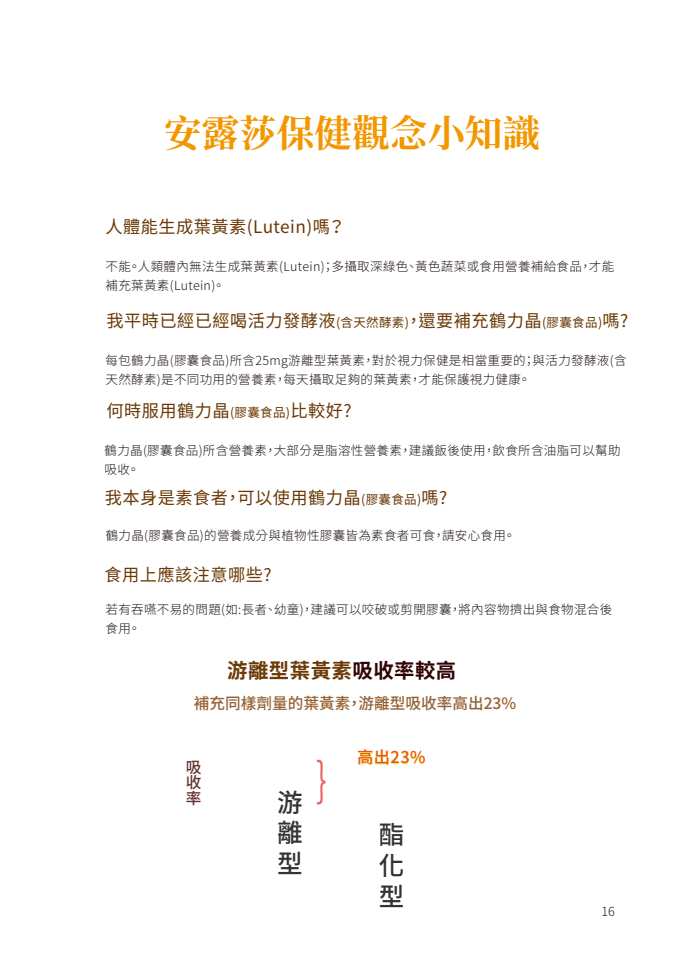 安露莎保健觀念小知識
人體能生成葉黃素(Lutein)嗎？
不能。人類體內無法生成葉黃素(Lutein)；多攝取深綠色、黃色蔬菜或食用營養補給食品，才能
補充葉黃素(Lutein)。
我平時已經已經喝活力發酵液(含天然酵素)，還要補充鶴力晶(膠囊食品)嗎?
每包鶴力晶(膠囊食品)所含25mg游離型葉黃素，對於視力保健是相當重要的；與活力發酵液(含
天然酵素)是不同功用的營養素，每天攝取足夠的葉黃素，才能保護視力健康。
何時服用鶴力晶(膠囊食品)比較好?
鶴力晶(膠囊食品)所含營養素，大部分是脂溶性營養素，建議飯後使用，飲食所含油脂可以幫助
吸收。
我本身是素食者，可以使用鶴力晶(膠囊食品)嗎?
鶴力晶(膠囊食品)的營養成分與植物性膠囊皆為素食者可食，請安心食用。
食用上應該注意哪些?
若有吞嚥不易的問題(如:長者、幼童)，建議可以咬破或剪開膠囊，將內容物擠出與食物混合後
食用。
游離型葉黃素吸收率較高
補充同樣劑量的葉黃素，游離型吸收率高出23%
高出23%
吸收率
}
游離型
酯化型
16